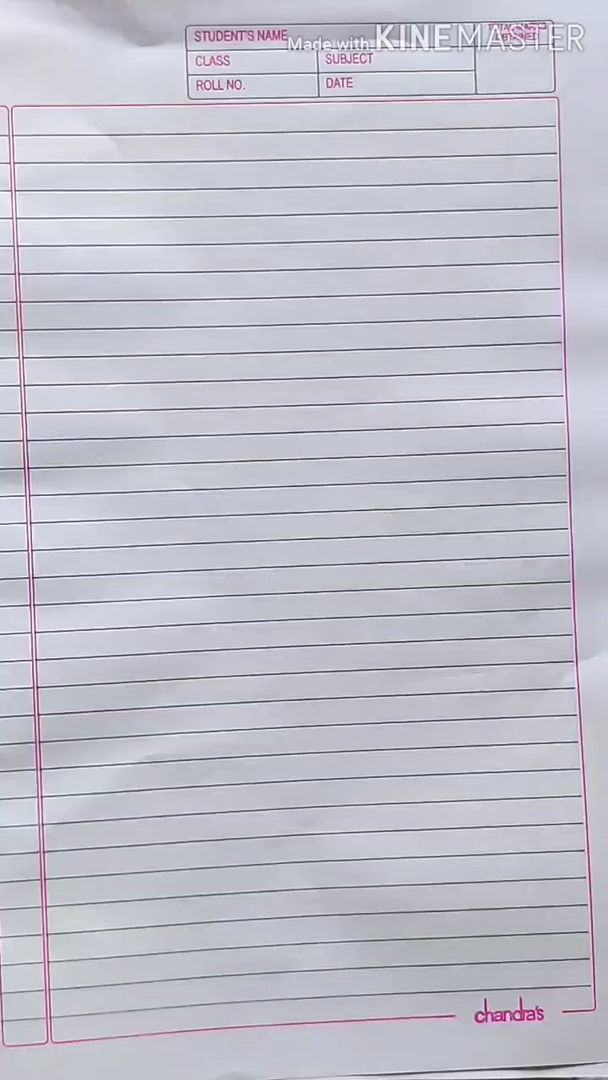 STUDENT'S NAME
Made with KINEMASTER
CLASS
SUBJECT
ROLL NO.
DATE
chandra's